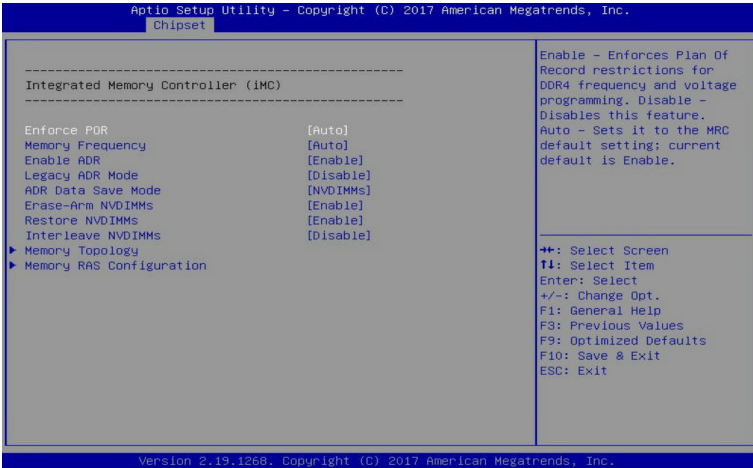 Aptio Setup Utility – Copyright (C) 2017 American Megatrends, Inc.
Chipset
Integrated Memory Controller (iMC)
Enforce POR [Auto]
Memory Frequency [Auto]
Enable ADR [Enable]
Legacy ADR Mode [Disable]
ADR Data Save Mode [NVDIMMs]
Erase-Arm NVDIMMs [Enable]
Restore NVDIMMs [Enable]
Interleave NVDIMMs [Disable]
Memory Topology
Memory RAS Configuration
Enable – Enforces Plan Of
Record restrictions for
DDR4 frequency and voltage
programming. Disable –
Disables this feature.
Auto – Sets it to the MRC
default setting; current
default is Enable.
→←: Select Screen
↑↓: Select Item
Enter: Select
+/-: Change Opt.
F1: General Help
F3: Previous Values
F9: Optimized Defaults
F10: Save & Exit
ESC: Exit
Version 2.19.1268. Copyright (C) 2017 American Megatrends, Inc.